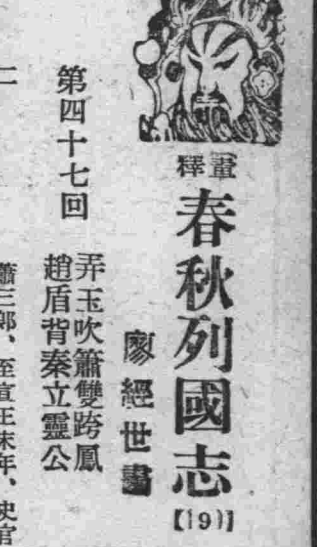 畫釋
春秋列國志
【19】
廖經世畫
第四十七回
弄玉吹簫雙跨鳳
趙盾背秦立靈公
二
蕭三郎、至宣王末年、史官